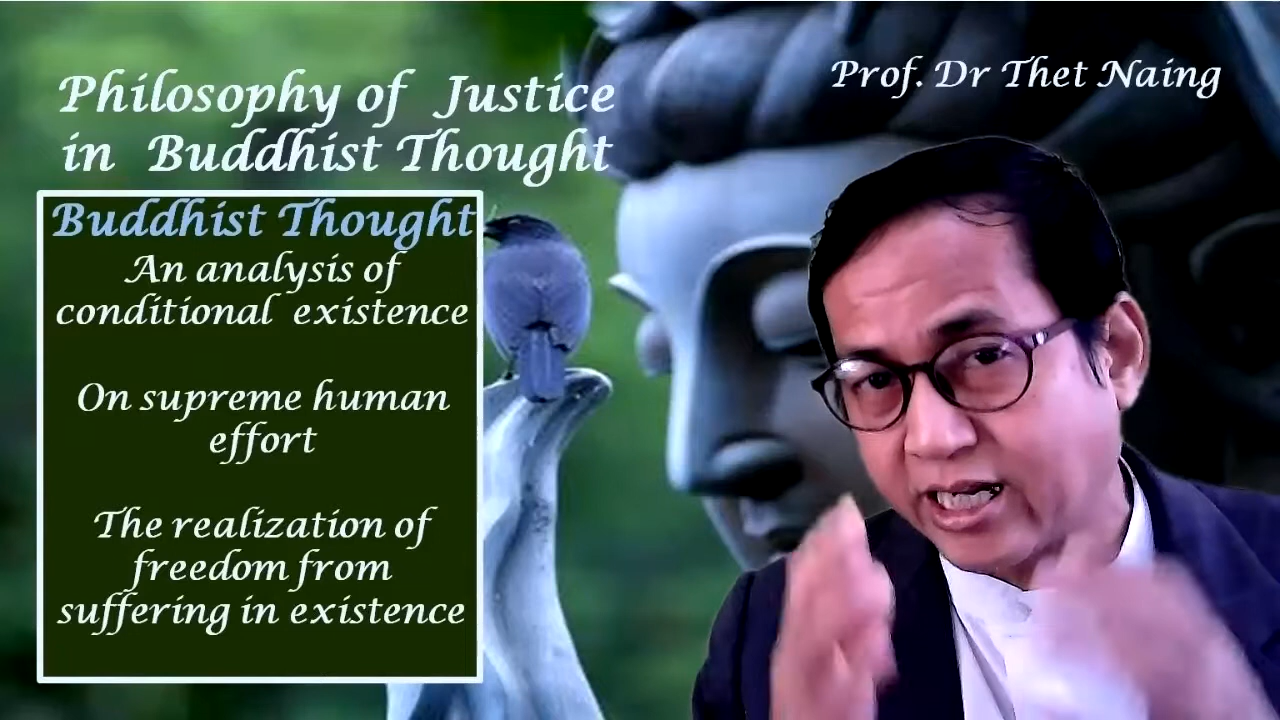 Philosophy of Justice
in Buddhist Thought
Prof. Dr Thet Naing
Buddhist Thought
An analysis of
conditional existence
On supreme human
effort
The realization of
freedom from
suffering in existence